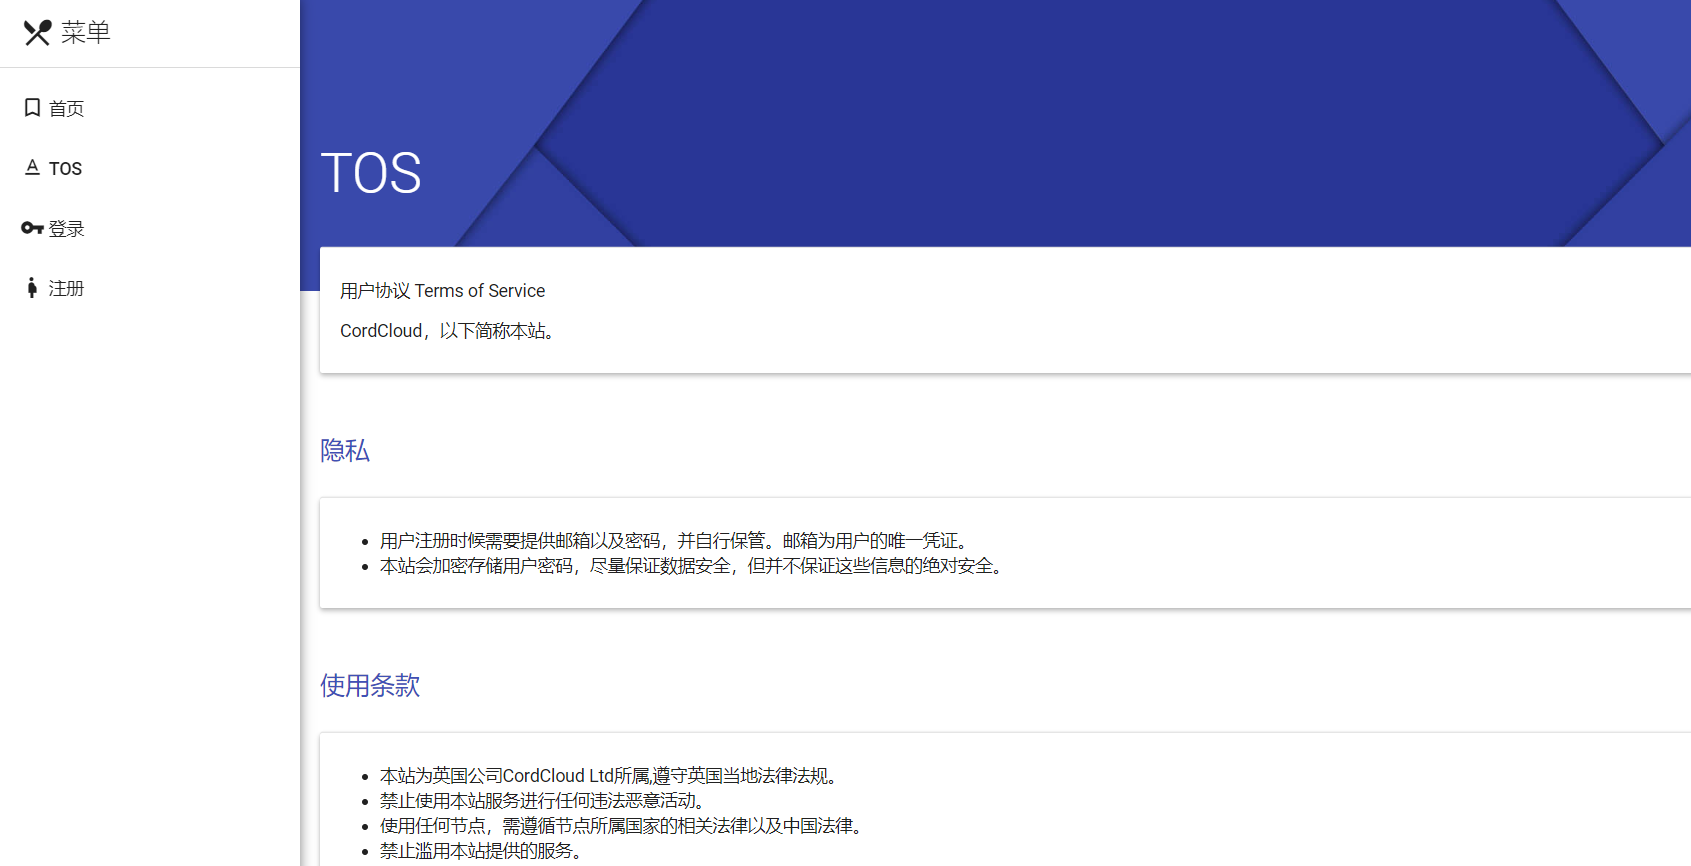 菜单
首页
TOS
登录
注册
TOS
用户协议 Terms of Service
CordCloud，以下简称本站。
隐私
用户注册时候需要提供邮箱以及密码，并自行保管。邮箱为用户的唯一凭证。
本站会加密存储用户密码，尽量保证数据安全，但并不保证这些信息的绝对安全。
使用条款
本站为英国公司CordCloud Ltd所属,遵守英国当地法律法规。
禁止使用本站服务进行任何违法恶意活动。
使用任何节点，需遵循节点所属国家的相关法律以及中国法律。
禁止滥用本站提供的服务。